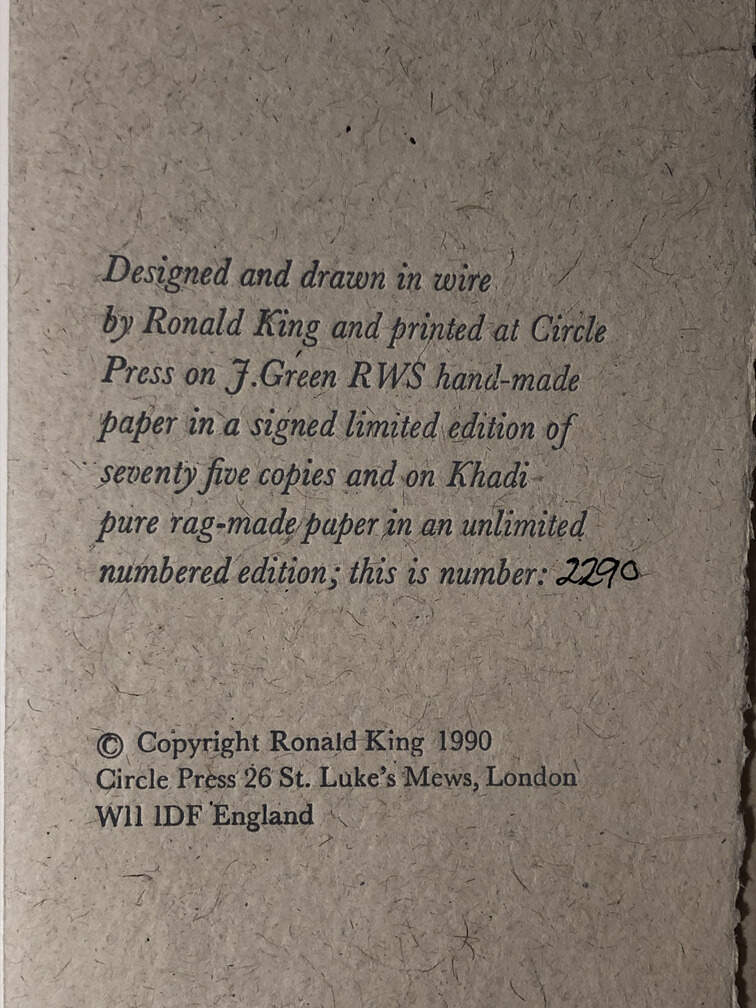 Designed and drawn in wire
by Ronald King and printed at Circle
Press on J.Green RWS hand-made
paper in a signed limited edition of
seventy five copies and on Khadi
pure rag-made paper in an unlimited
numbered edition; this is number: 2290
© Copyright Ronald King 1990
Circle Press 26 St. Luke's Mews, London
W11 1DF England